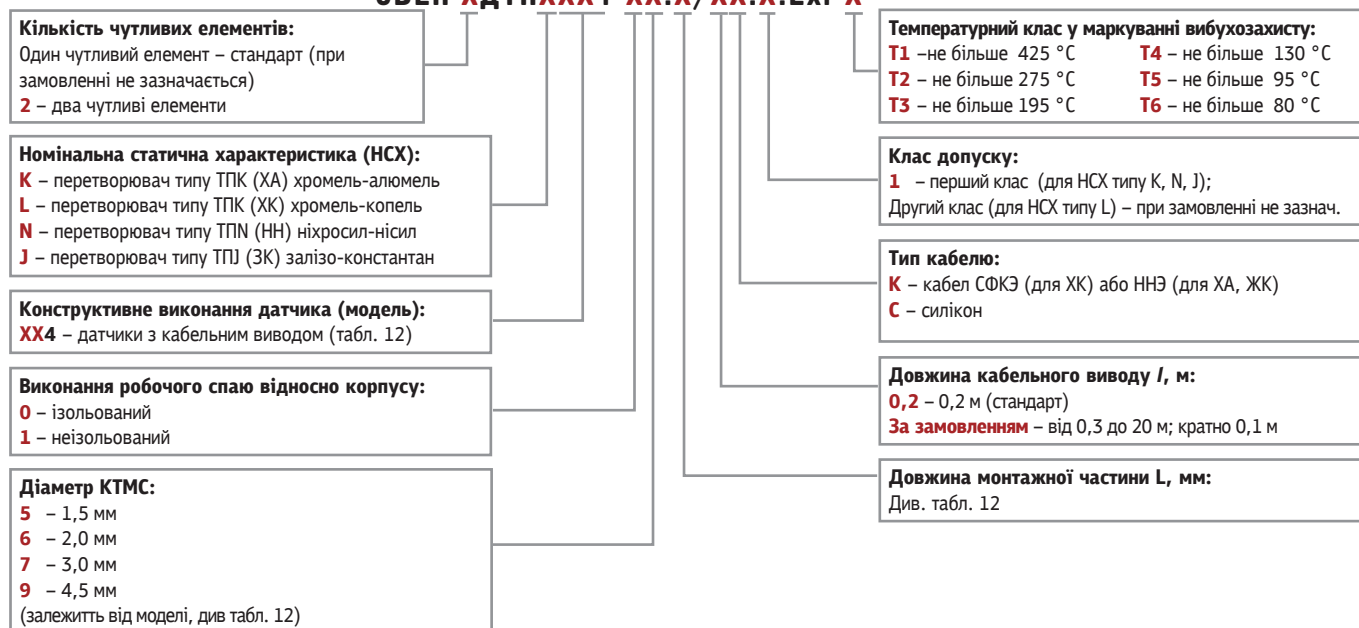 Кількість чутливих елементів:
Один чутливий елемент – стандарт (при
замовленні не зазначається)
2 – два чутливі елементи
Номінальна статична характеристика (НСХ):
K – перетворювач типу ТПК (ХА) хромель-алюмель
L – перетворювач типу ТПК (ХК) хромель-копель
N – перетворювач типу ТПN (НН) ніхросил-нісил
J – перетворювач типу ТПJ (ЗК) залізо-константан
Конструктивне виконання датчика (модель):
XX4 – датчики з кабельним виводом (табл. 12)
Виконання робочого спаю відносно корпусу:
0 – ізольований
1 – неізольований
Діаметр КТМС:
5 – 1,5 мм
6 – 2,0 мм
7 – 3,0 мм
9 – 4,5 мм
(залежитть від моделі, див табл. 12)
Температурний клас у маркуванні вибухозахисту:
Т1 –не більше 425 °С Т4 – не більше 130 °С
Т2 – не більше 275 °С Т5 – не більше 95 °С
Т3 – не більше 195 °С Т6 – не більше 80 °С
Клас допуску:
1 – перший клас (для НСХ типу K, N, J);
Другий клас (для НСХ типу L) – при замовленні не зазнач.
Тип кабелю:
К – кабел СФКЭ (для ХК) або ННЭ (для ХА, ЖК)
С – силікон
Довжина кабельного виводу l, м:
0,2 – 0,2 м (стандарт)
За замовленням – від 0,3 до 20 м; кратно 0,1 м
Довжина монтажної частини L, мм:
Див. табл. 12